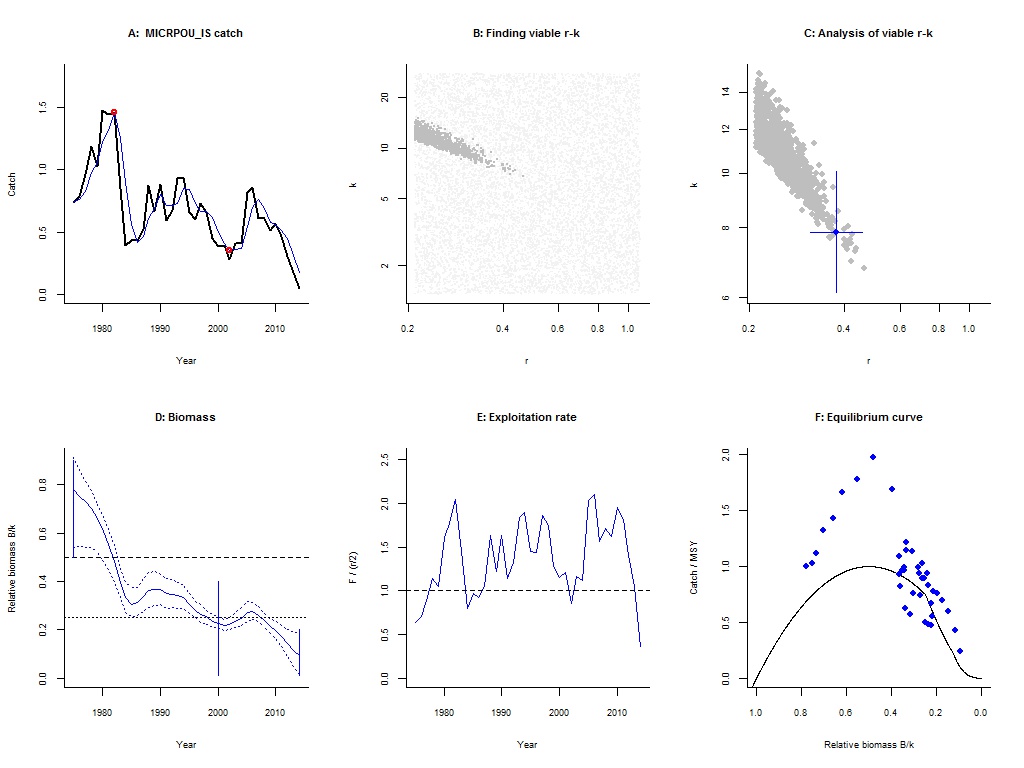 A: MICRPOU_IS catch
Catch
0.0 0.5 1.0 1.5
1980 1990 2000 2010
Year
B: Finding viable r-k
k
2 5 10 20
0.2 0.4 0.6 0.8 1.0
r
C: Analysis of viable r-k
k
6 8 10 12 14
0.2 0.4 0.6 0.8 1.0
r
D: Biomass
Relative biomass B/k
0.0 0.2 0.4 0.6 0.8
1980 1990 2000 2010
Year
E: Exploitation rate
F / (r/2)
0.0 0.5 1.0 1.5 2.0 2.5
1980 1990 2000 2010
Year
F: Equilibrium curve
Catch / MSY
0.0 0.5 1.0 1.5 2.0
1.0 0.8 0.6 0.4 0.2 0.0
Relative biomass B/k